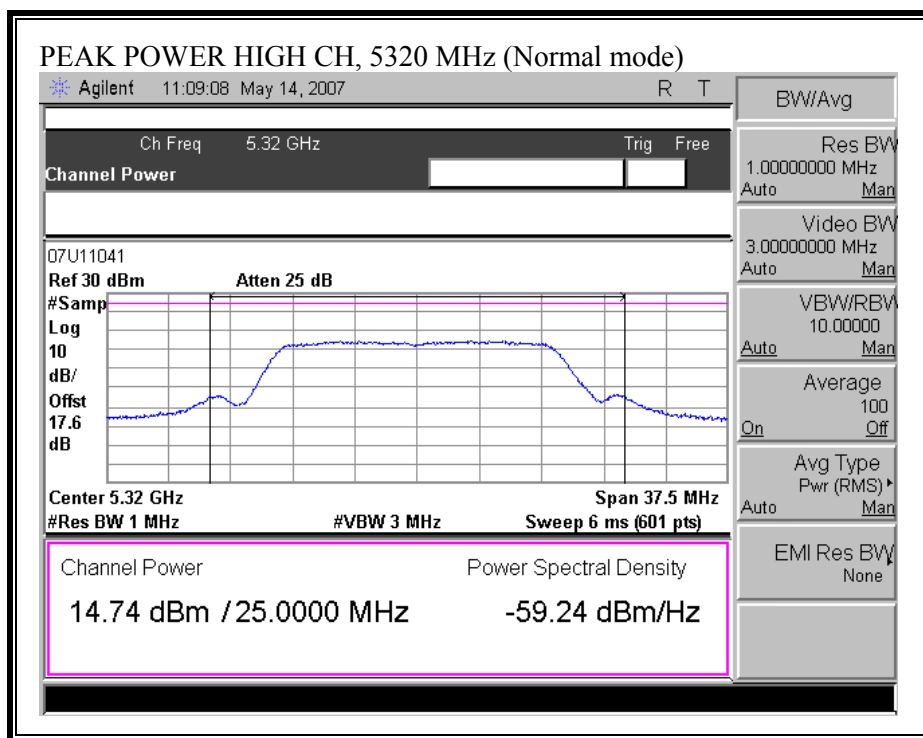 PEAK POWER HIGH CH, 5320 MHz (Normal mode)
Agilent 11:09:08 May 14, 2007 R T
BW/Avg
Ch Freq 5.32 GHz Trig Free
Channel Power
Res BW
1.00000000 MHz
Auto Man
Video BW
3.00000000 MHz
Auto Man
VBW/RBW
10.00000
Auto Man
Average
100
On Off
Avg Type
Pwr (RMS)
Auto Man
EMI Res BW
None
07U11041
Ref 30 dBm Atten 25 dB
#Samp
Log
10
dB/
Offst
17.6
dB
Center 5.32 GHz Span 37.5 MHz
#Res BW 1 MHz #VBW 3 MHz Sweep 6 ms (601 pts)
Channel Power Power Spectral Density
14.74 dBm / 25.0000 MHz -59.24 dBm/Hz